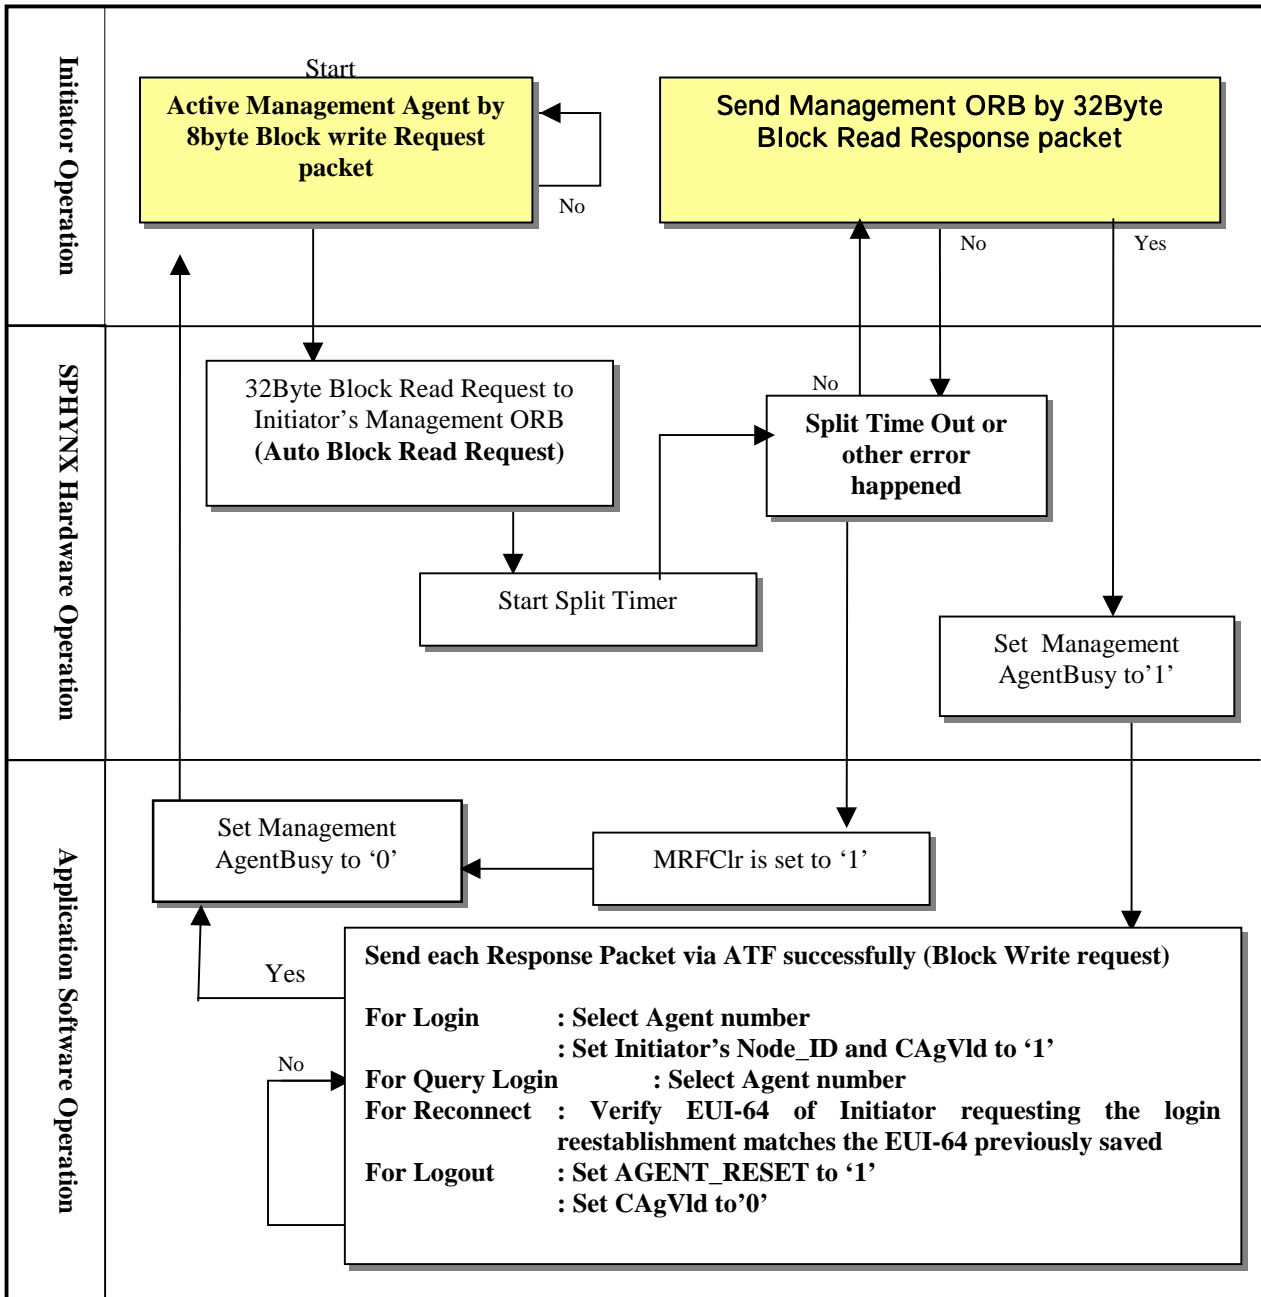 Initiator Operation
Start
Active Management Agent by
8byte Block write Request
packet
No
Send Management ORB by 32Byte
Block Read Response packet
No
Yes
SPHYNX Hardware Operation
32Byte Block Read Request to
Initiator's Management ORB
(Auto Block Read Request)
No
Split Time Out or
other error
happened
Start Split Timer
Set Management
AgentBusy to'1'
Application Software Operation
Set Management
AgentBusy to '0'
MRFClr is set to '1'
Yes
No
Send each Response Packet via ATF successfully (Block Write request)
For Login : Select Agent number
: Set Initiator's Node_ID and CAgVld to '1'
For Query Login : Select Agent number
For Reconnect : Verify EUI-64 of Initiator requesting the login
reestablishment matches the EUI-64 previously saved
For Logout : Set AGENT_RESET to '1'
: Set CAgVld to'0'